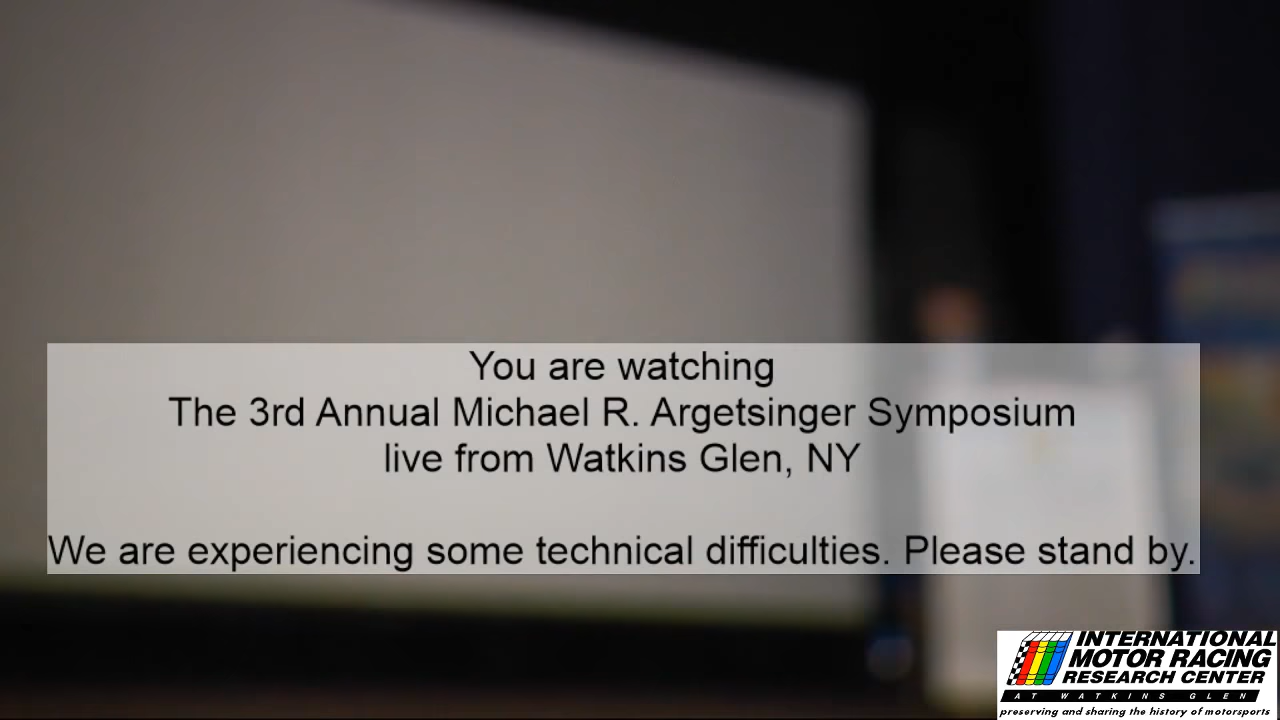 You are watching
The 3rd Annual Michael R. Argetsinger Symposium
live from Watkins Glen, NY
We are experiencing some technical difficulties. Please stand by.
INTERNATIONAL
MOTOR RACING
RESEARCH CENTER
AT WATKINS GLEN
preserving and sharing the history of motorsports